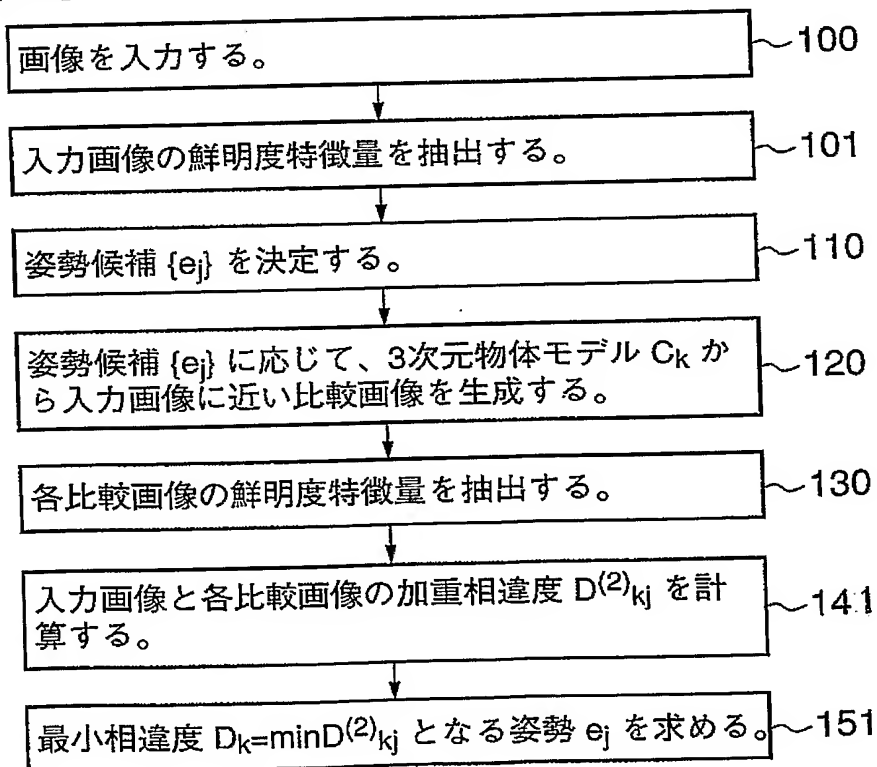 画像を入力する。 ~100
入力画像の鮮明度特徴量を抽出する。 ~101
姿勢候補 {ej} を決定する。 ~110
姿勢候補 {ej} に応じて、3次元物体モデル Ck か
ら入力画像に近い比較画像を生成する。 ~120
各比較画像の鮮明度特徴量を抽出する。 ~130
入力画像と各比較画像の加重相違度 D(2)kj を計
算する。 ~141
最小相違度 Dk=minD(2)kj となる姿勢 ej を求める。 ~151